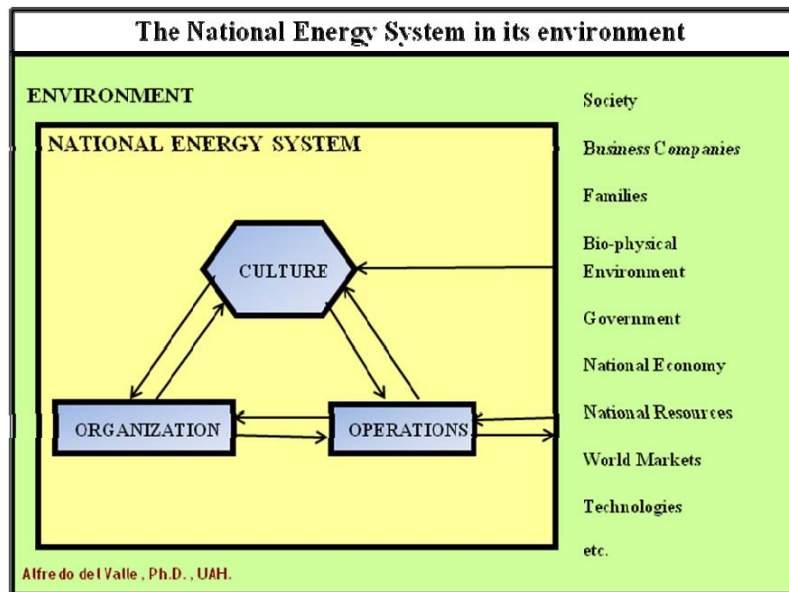 The National Energy System in its environment
ENVIRONMENT
NATIONAL ENERGY SYSTEM
CULTURE
ORGANIZATION
OPERATIONS
Society
Business Companies
Families
Bio-physical
Environment
Government
National Economy
National Resources
World Markets
Technologies
etc.
Alfredo del Valle, Ph.D., UAH.